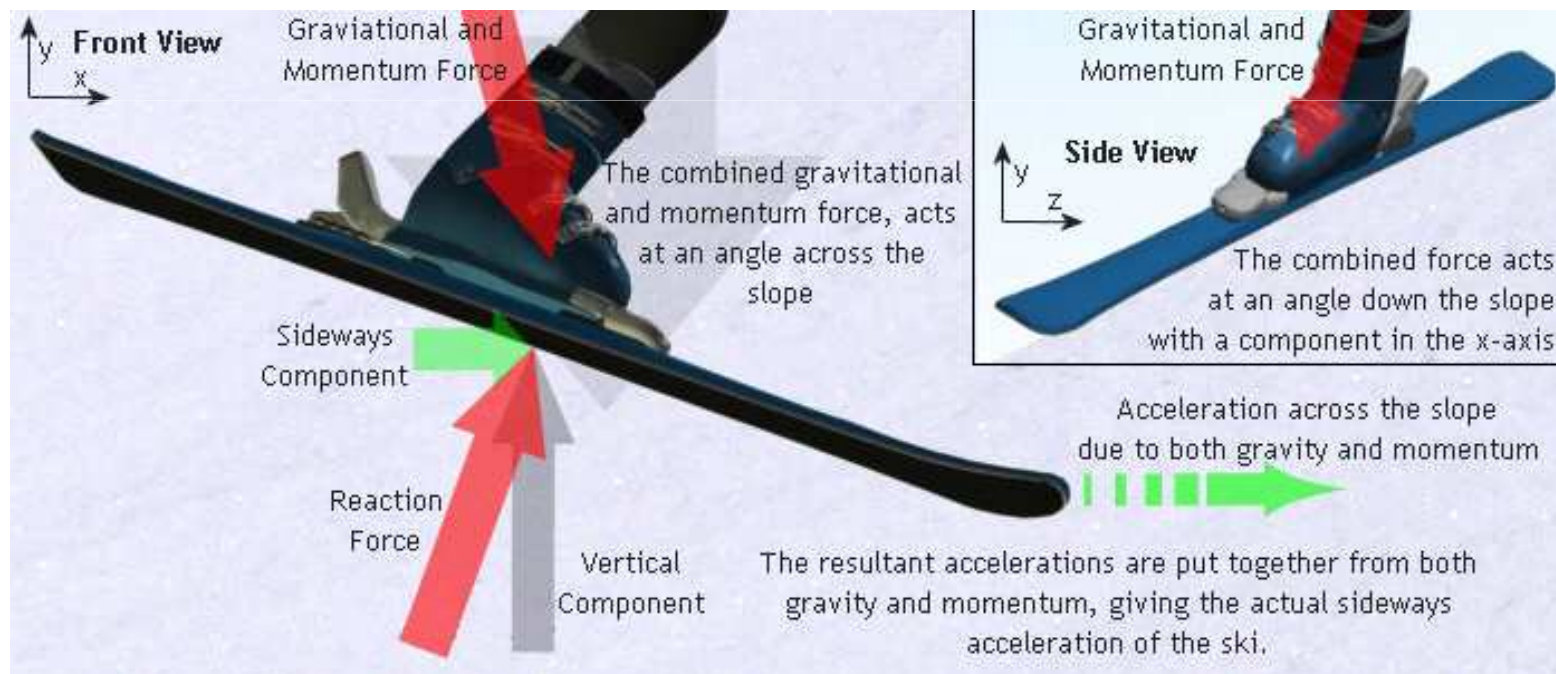 y Front View
x
Graviational and
Momentum Force
The combined gravitational
and momentum force, acts
at an angle across the
slope
Sideways
Component
Reaction
Force
Vertical
Component
Gravitational and
Momentum Force
Side View
y
z
The combined force acts
at an angle down the slope
with a component in the x-axis
Acceleration across the slope
due to both gravity and momentum
The resultant accelerations are put together from both
gravity and momentum, giving the actual sideways
acceleration of the ski.